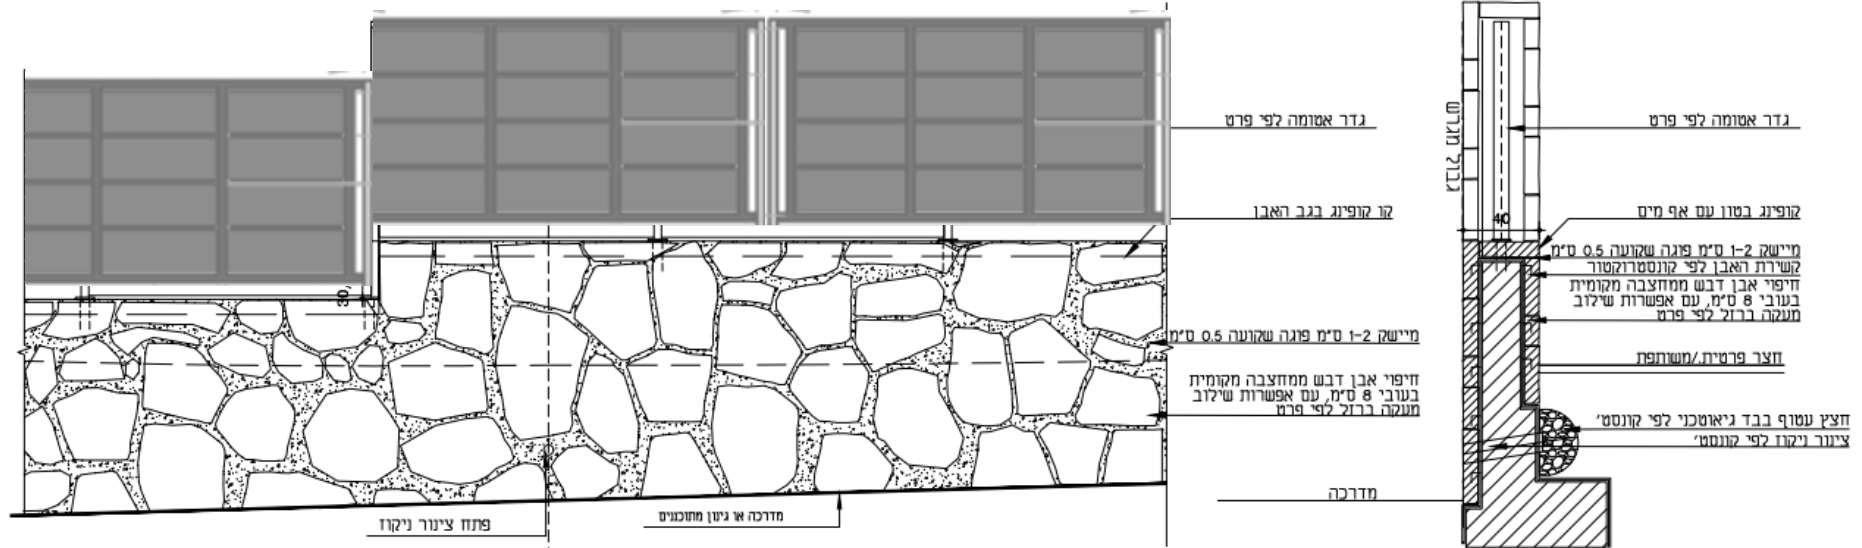 גדר אטומה לפי פרט
קו קופינג בגב האבן
מיישק 1-2 ס"מ פוגה שקועה 0.5 ס"מ
חיפוי אבן דבש ממחצבה מקומית
בעובי 8 ס"מ, עם אפשרות שילוב
מעקה ברזל לפי פרט
30
פתח צינור ניקוז
מדרכה או גינון מתוכננים
גבול מגרש
גדר אטומה לפי פרט
40
קופינג בטון עם אף מים
מיישק 1-2 ס"מ פוגה שקועה 0.5 ס"מ
קשירת האבן לפי קונסטרוקטור
חיפוי אבן דבש ממחצבה מקומית
בעובי 8 ס"מ, עם אפשרות שילוב
מעקה ברזל לפי פרט
חצר פרטית/משותפת
חצץ עטוף בבד גיאוטכני לפי קונסט'
צינור ניקוז לפי קונסט'
מדרכה